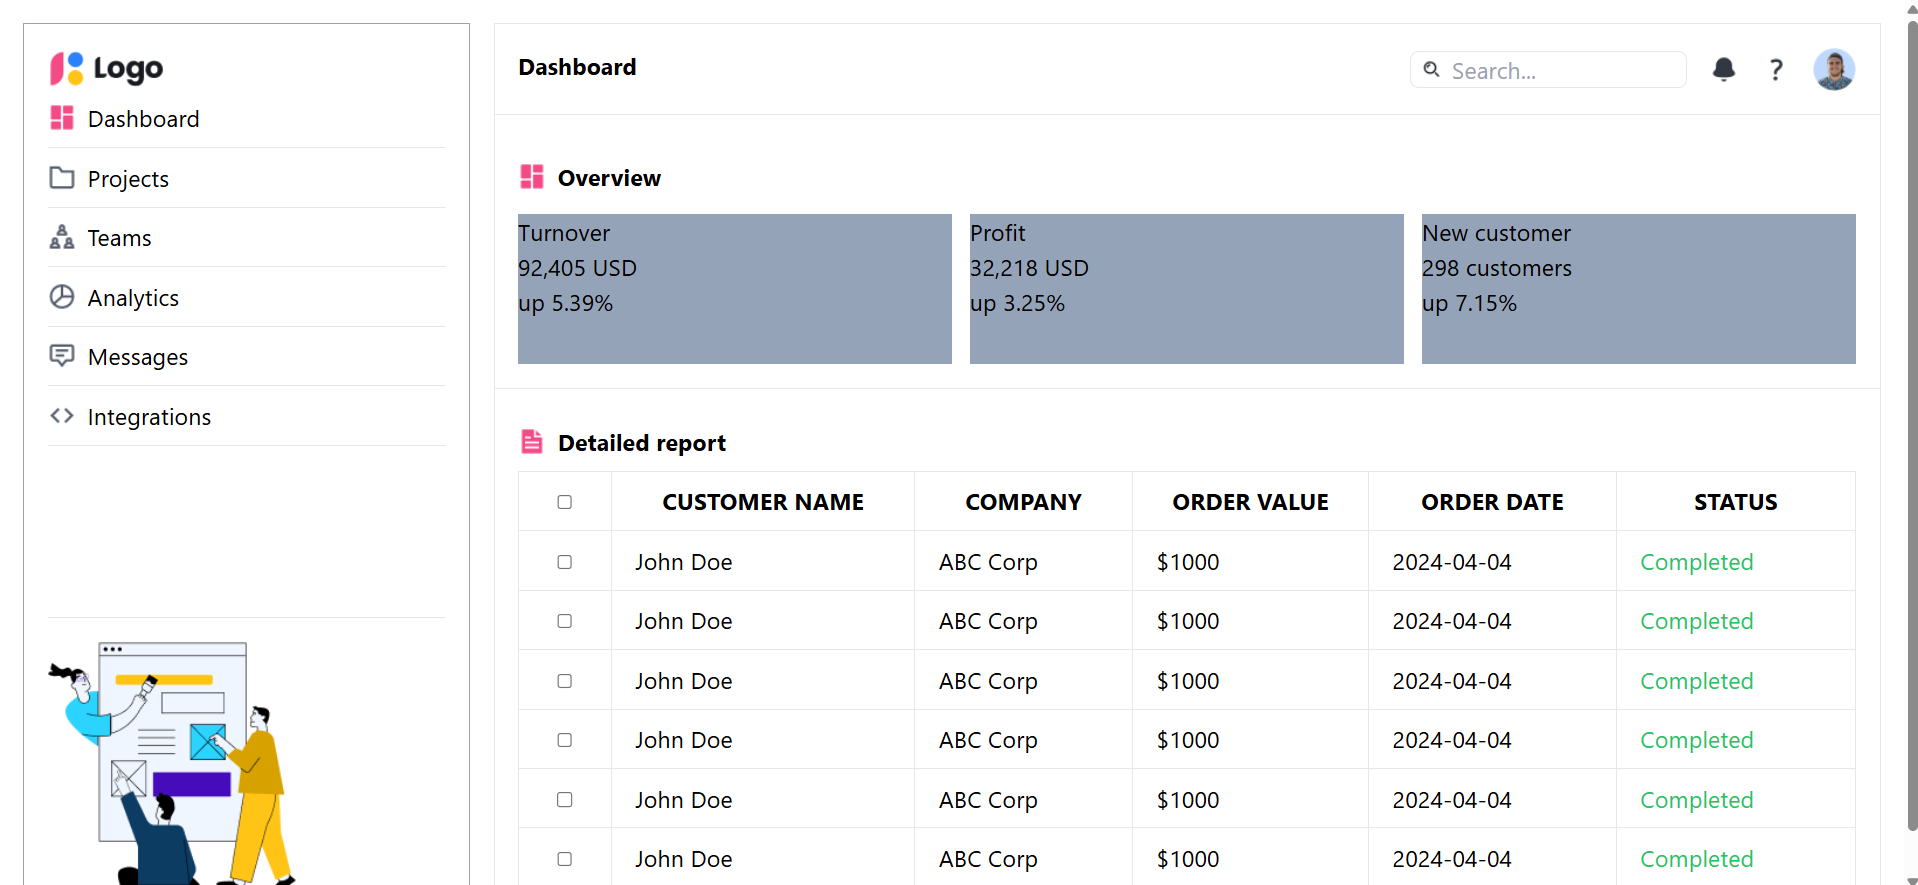 Logo
Dashboard
Projects
Teams
Analytics
Messages
Integrations
Dashboard
Search...
?
Overview
Turnover
92,405 USD
up 5.39%
Profit
32,218 USD
up 3.25%
New customer
298 customers
up 7.15%
Detailed report
CUSTOMER NAME COMPANY ORDER VALUE ORDER DATE STATUS
John Doe ABC Corp $1000 2024-04-04 Completed
John Doe ABC Corp $1000 2024-04-04 Completed
John Doe ABC Corp $1000 2024-04-04 Completed
John Doe ABC Corp $1000 2024-04-04 Completed
John Doe ABC Corp $1000 2024-04-04 Completed
John Doe ABC Corp $1000 2024-04-04 Completed